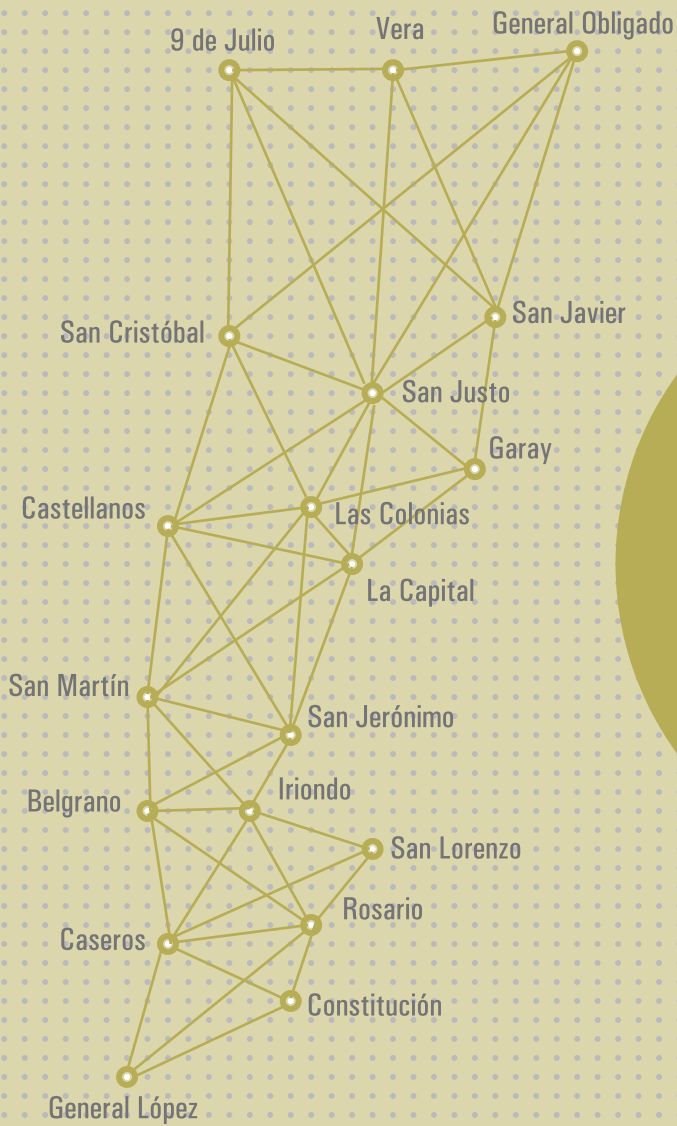 9 de Julio
Vera
General Obligado
San Javier
San Cristóbal
San Justo
Garay
Castellanos
Las Colonias
La Capital
San Martín
San Jerónimo
Iriondo
Belgrano
San Lorenzo
Rosario
Caseros
Constitución
General López